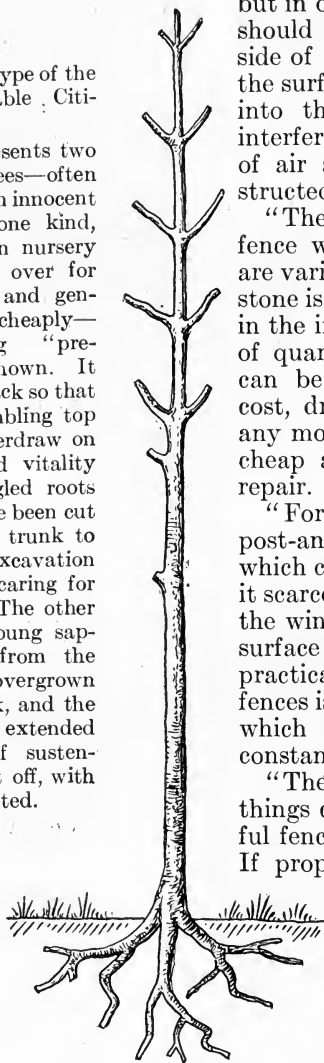 ype of the
ble Citi-
sents two
ees—often
n innocent
one kind,
n nursery
over for
and gen-
cheaply—
g "pre-
nown. It
ck so that
mbling top
erdraw on
d vitality
gled roots
e been cut
trunk to
xcavation
caring for
The other
oung sap-
from the
overgrown
k, and the
extended
f susten-
t off, with
ted.
but in o
should
side of
the surf
into th
interfer
of air s
structed
"The
fence w
are vari
stone is
in the i
of quan
can be
cost, dr
any mo
cheap a
repair.
"For
post-an
which c
it scarce
the win
surface
practica
fences is
which
constan
"The
things o
ful fenc
If prop